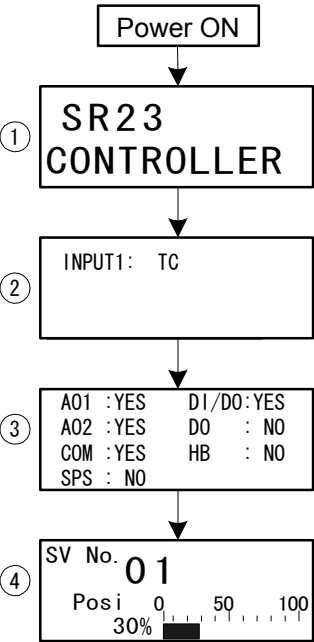 Power ON
1
SR23
CONTROLLER
2
INPUT1: TC
3
AO1 :YES DI/DO:YES
AO2 :YES DO : NO
COM :YES HB : NO
SPS : NO
4
SV No. 01
Posi 0 50 100
30%